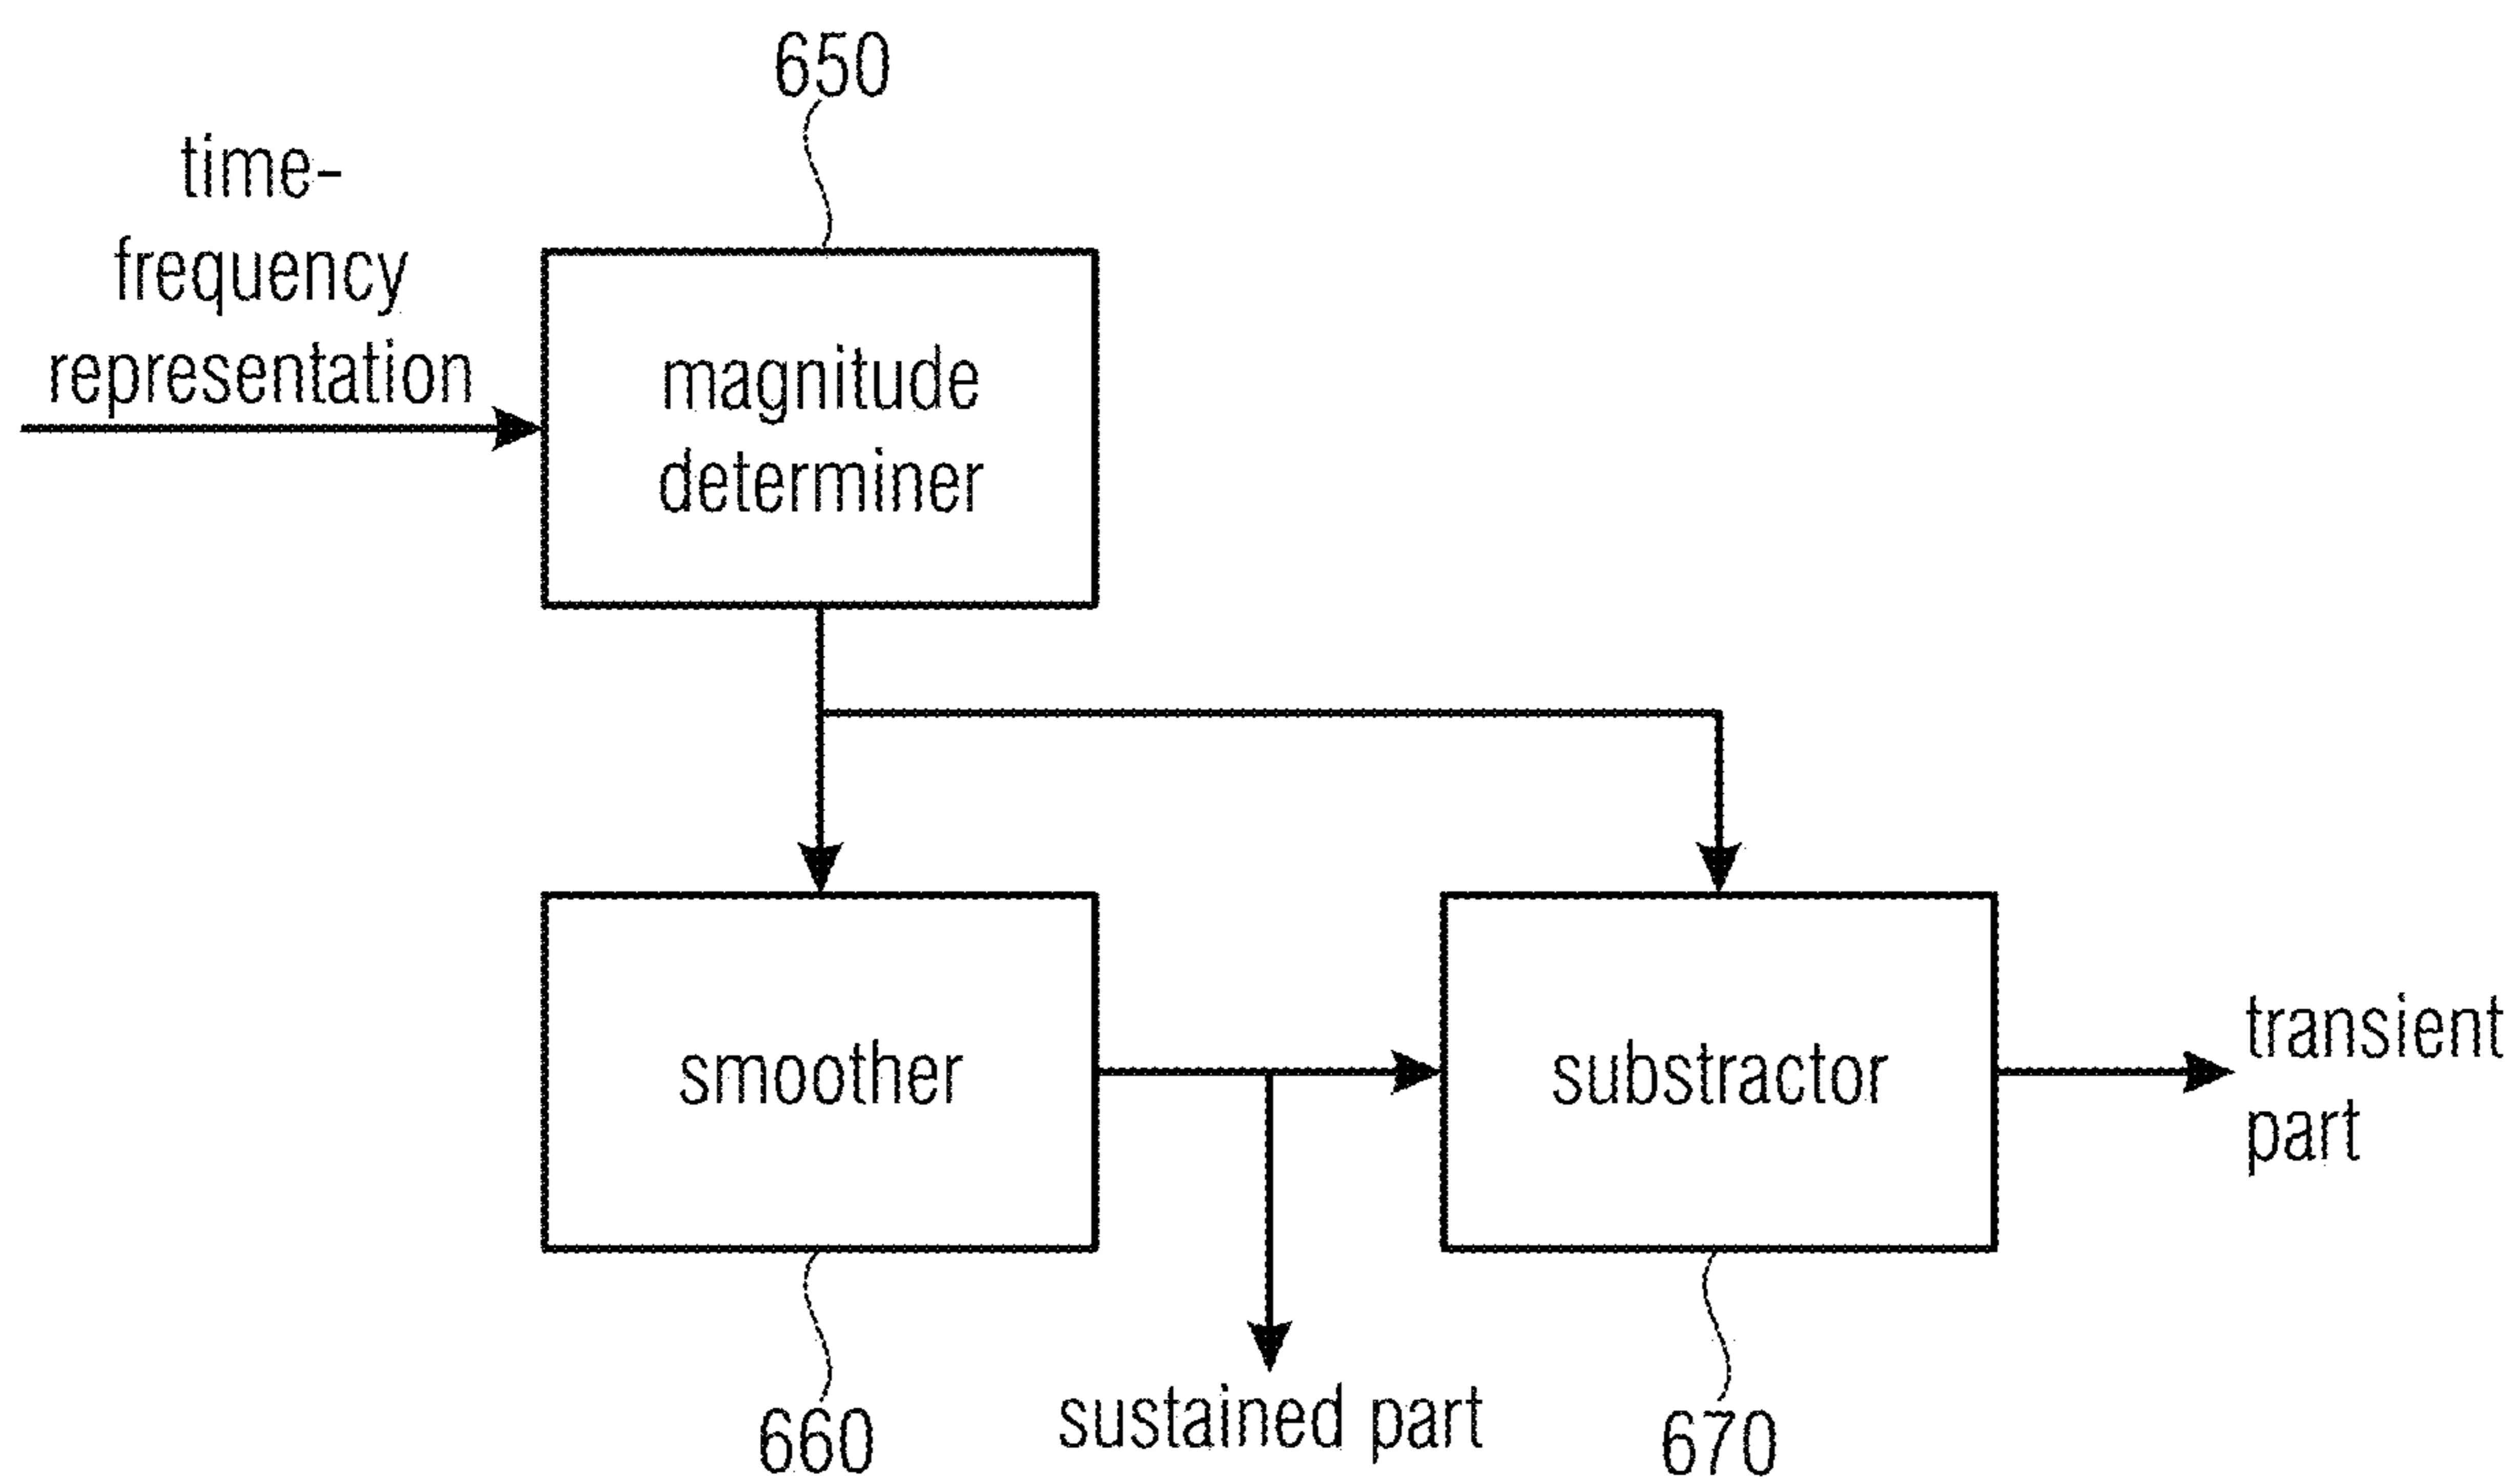 650
time-
frequency
representation
magnitude
determiner
smoother
substractor
transient
part
660
sustained part
670